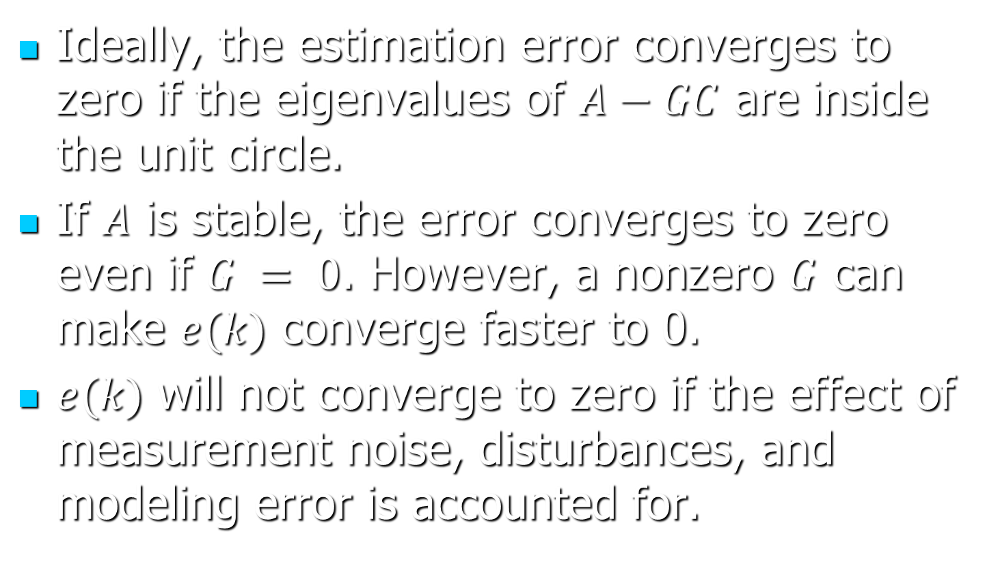 Ideally, the estimation error converges to
zero if the eigenvalues of A − GC are inside
the unit circle.
If A is stable, the error converges to zero
even if G = 0. However, a nonzero G can
make e(k) converge faster to 0.
e(k) will not converge to zero if the effect of
measurement noise, disturbances, and
modeling error is accounted for.